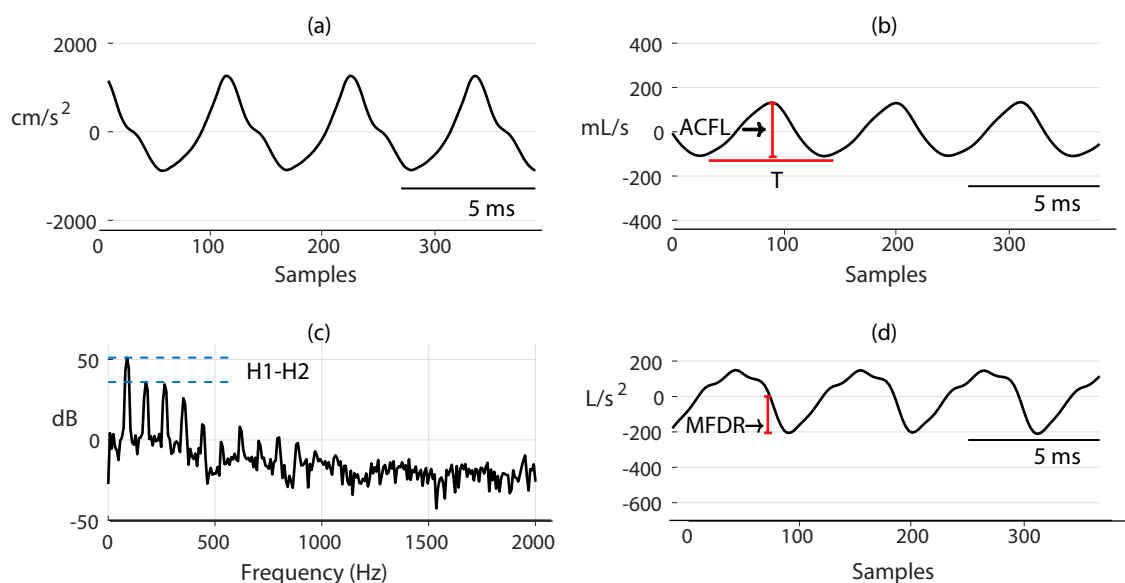 (a)
2000
cm/s²
0
-2000
5 ms
0 100 200 300
Samples
(b)
400
200
mL/s
0
ACFL
-200
T
5 ms
-400
0 100 200 300
Samples
(c)
50
H1-H2
dB
0
-50
0 500 1000 1500 2000
Frequency (Hz)
(d)
200
L/s²
0
MFDR
-200
5 ms
-400
-600
0 100 200 300
Samples